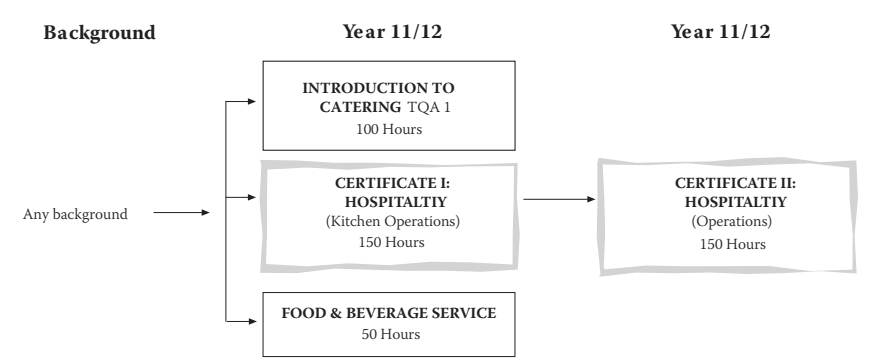 Background
Year 11/12
Year 11/12
INTRODUCTION TO
CATERING TQA 1
100 Hours
Any background
CERTIFICATE I:
HOSPITALTIY
(Kitchen Operations)
150 Hours
CERTIFICATE II:
HOSPITALTIY
(Operations)
150 Hours
FOOD & BEVERAGE SERVICE
50 Hours